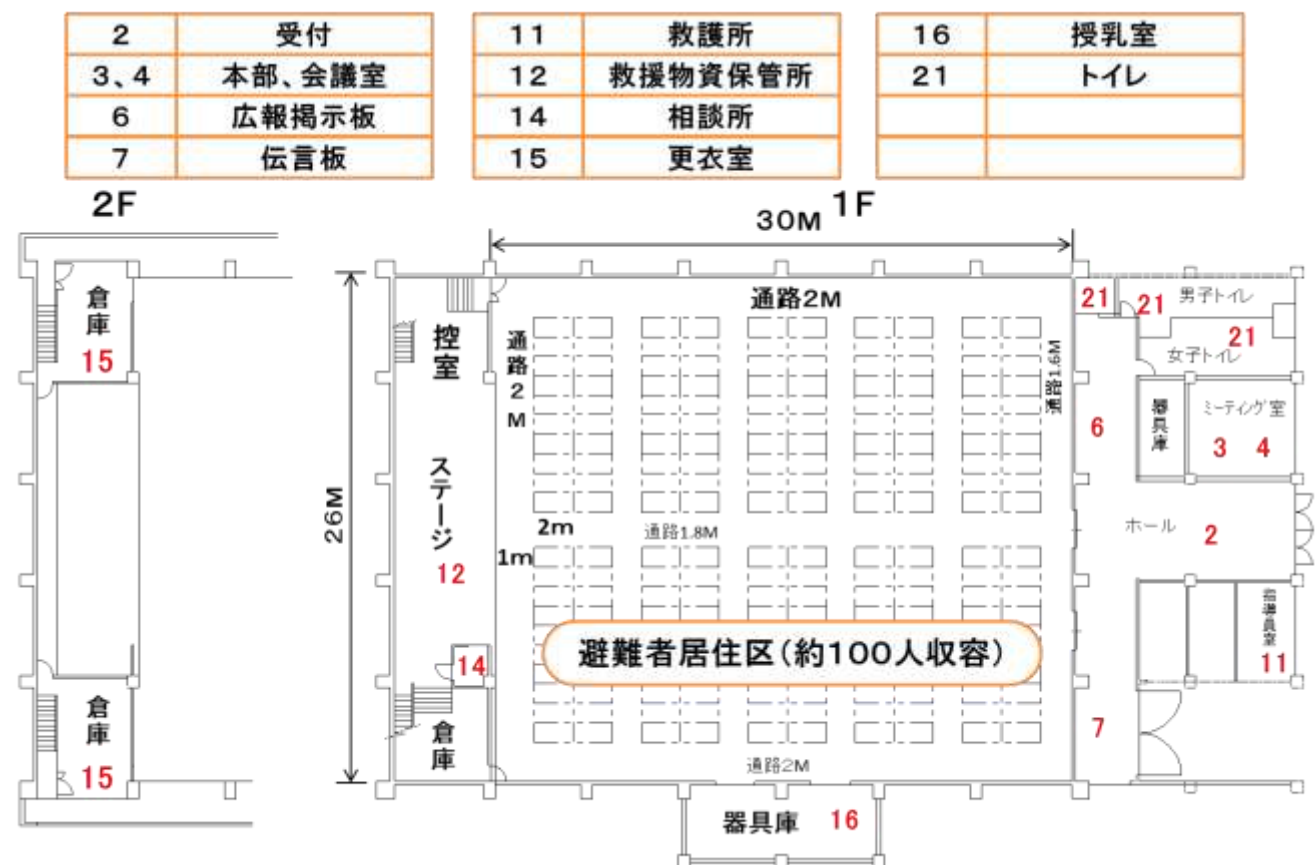 2 受付
3、4 本部、会議室
6 広報掲示板
7 伝言板
11 救護所
12 救援物資保管所
14 相談所
15 更衣室
16 授乳室
21 トイレ
2F
倉庫
15
倉庫
15
1F
30M
26M
通路2M
控室
通路2M
ステージ
12
2m
1m
通路1.8M
通路1.6M
避難者居住区(約100人収容)
14
倉庫
通路2M
器具庫 16
21
21
男子トイレ
21
女子トイレ
6
器具庫
ミーティング室
3 4
ホール
2
指導員室
11
7